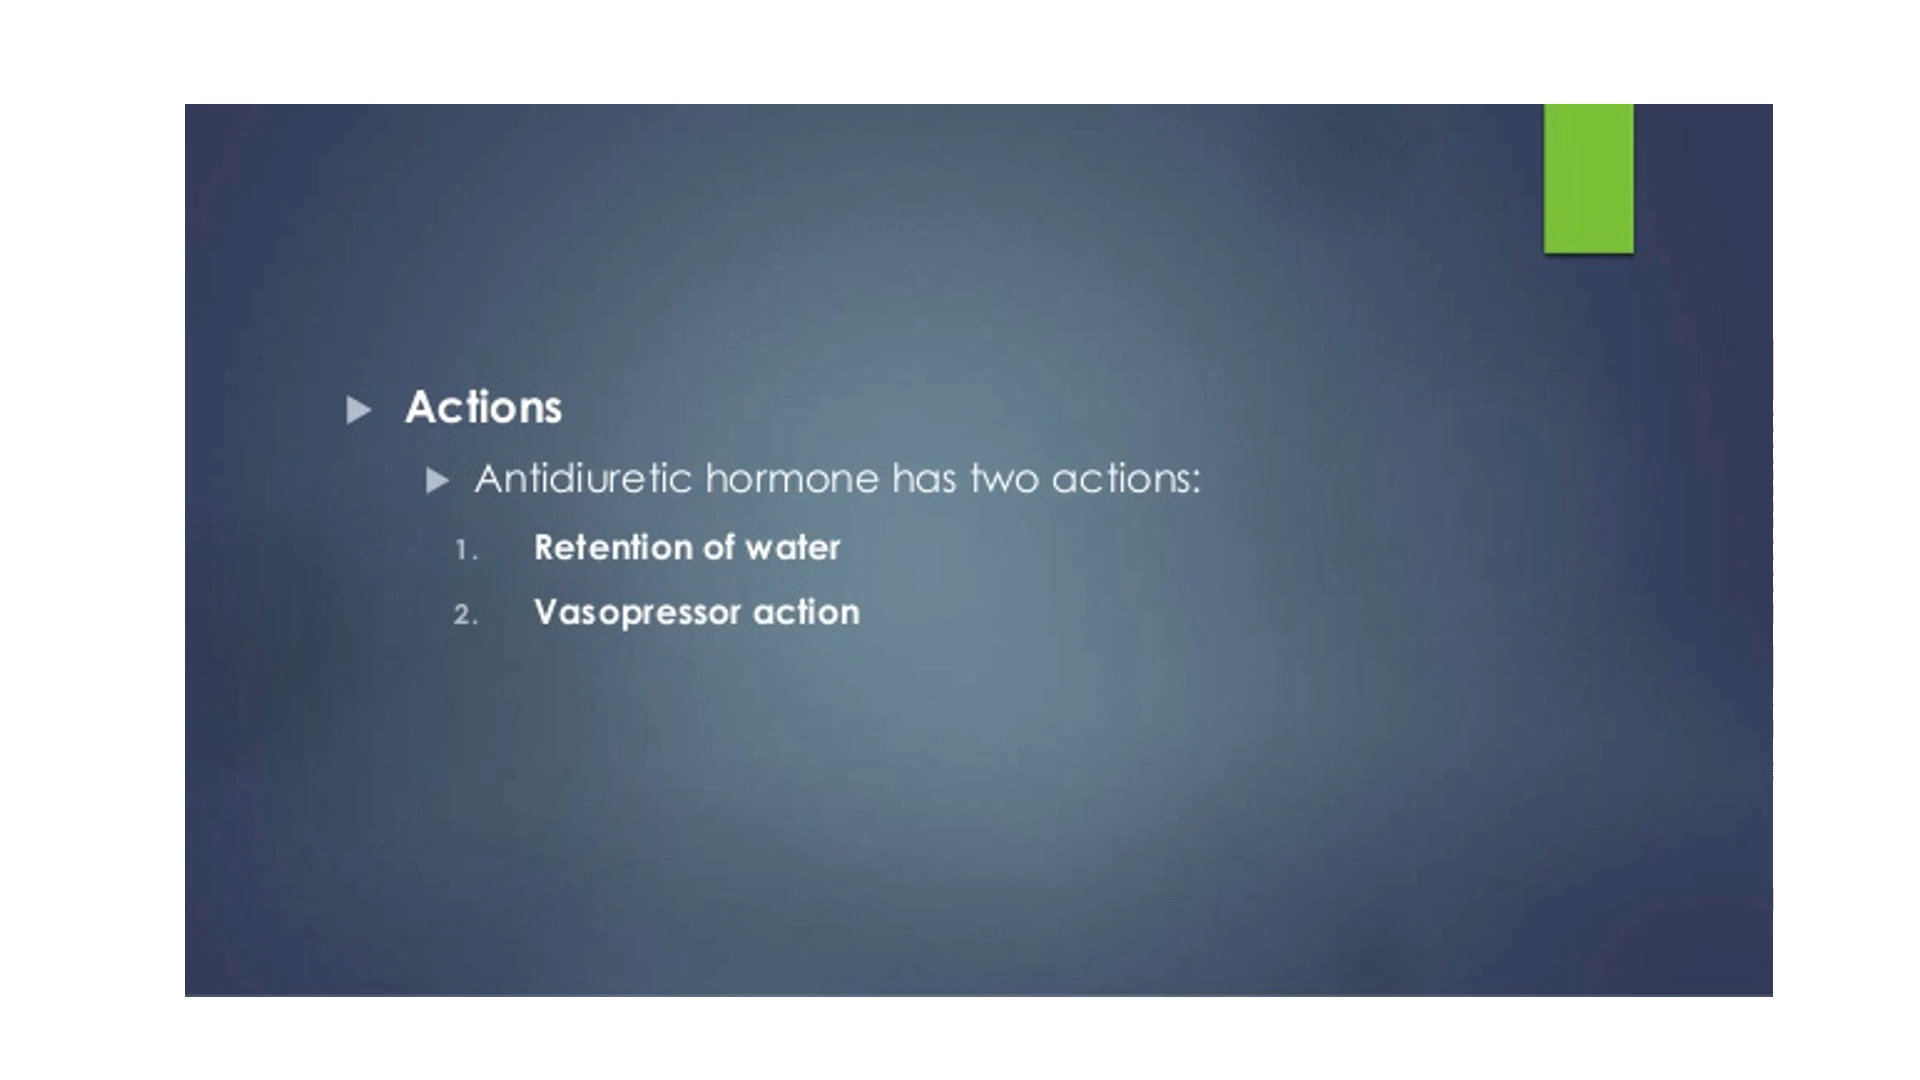 Actions
Antidiuretic hormone has two actions:
1. Retention of water
2. Vasopressor action